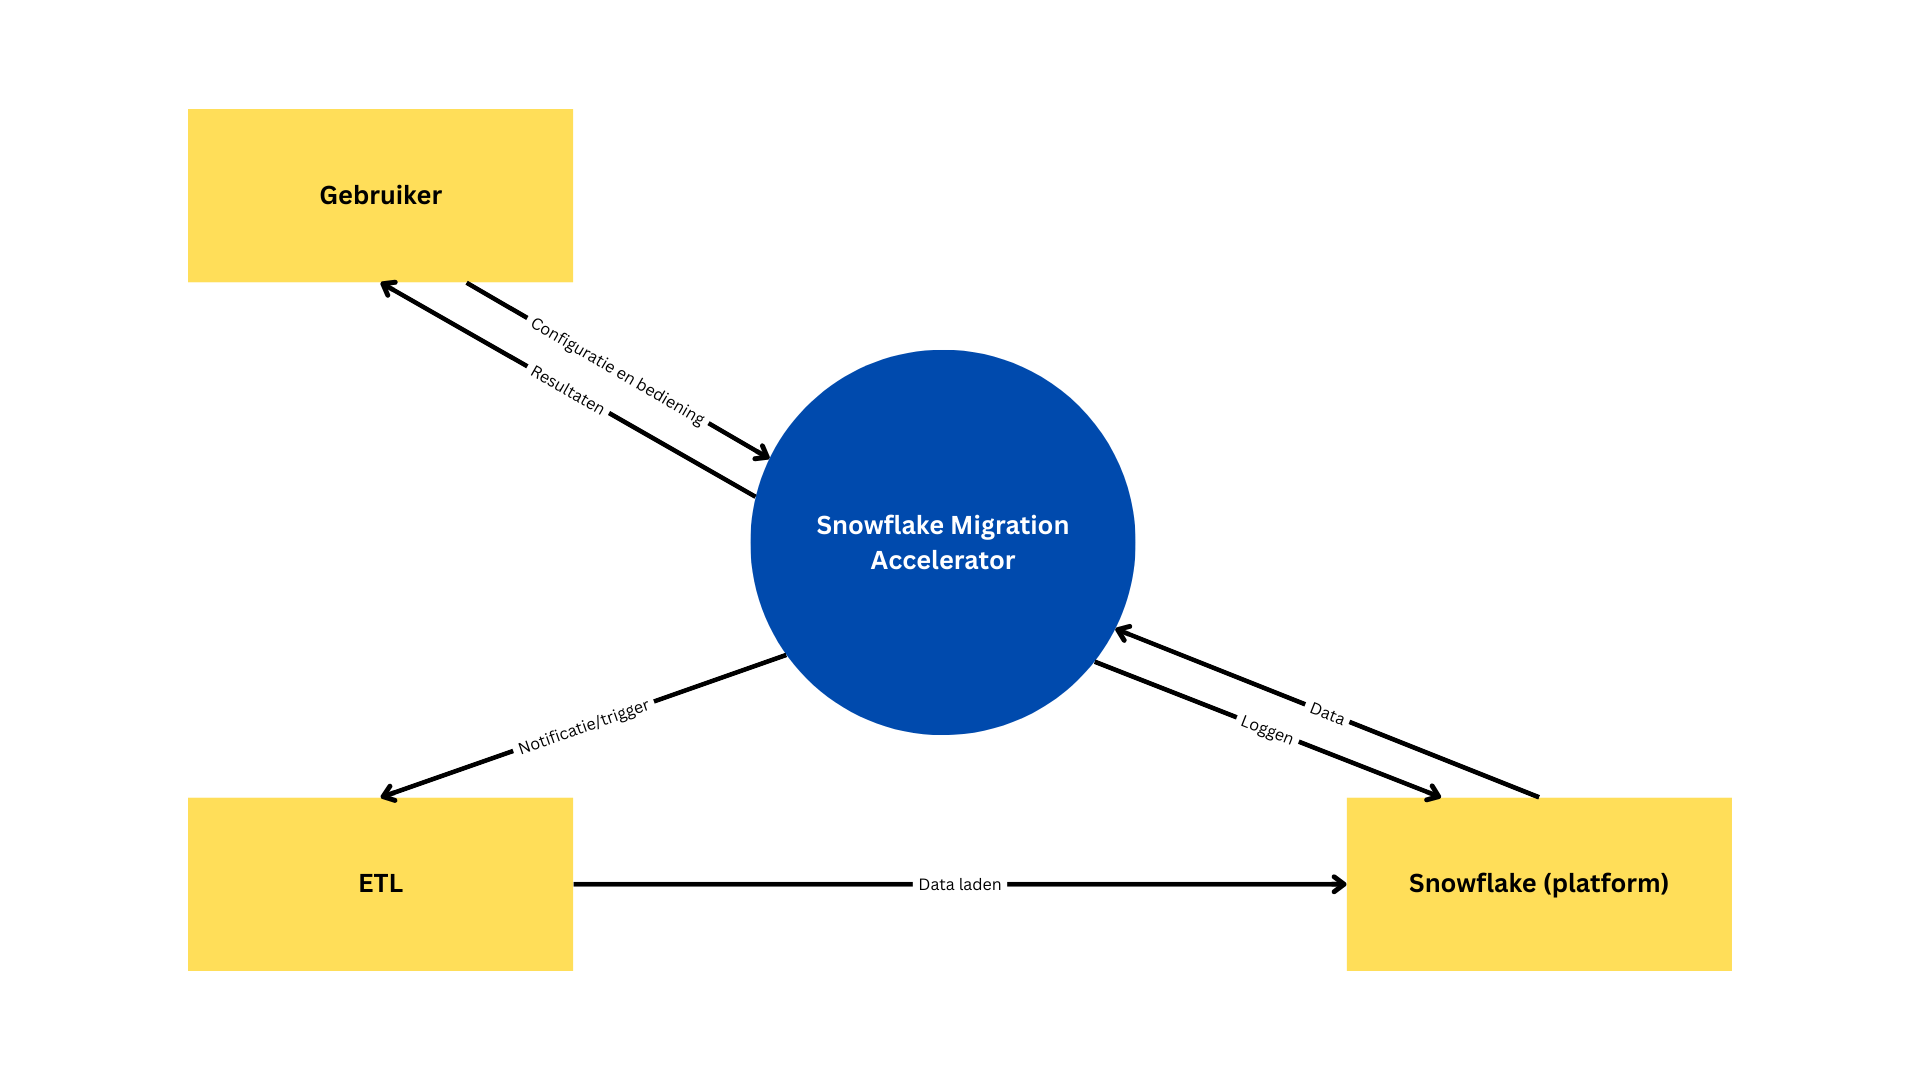 Gebruiker
Configuratie en bediening
Resultaten
Snowflake Migration
Accelerator
Notificatie/trigger
Data
Loggen
ETL
Data laden
Snowflake (platform)